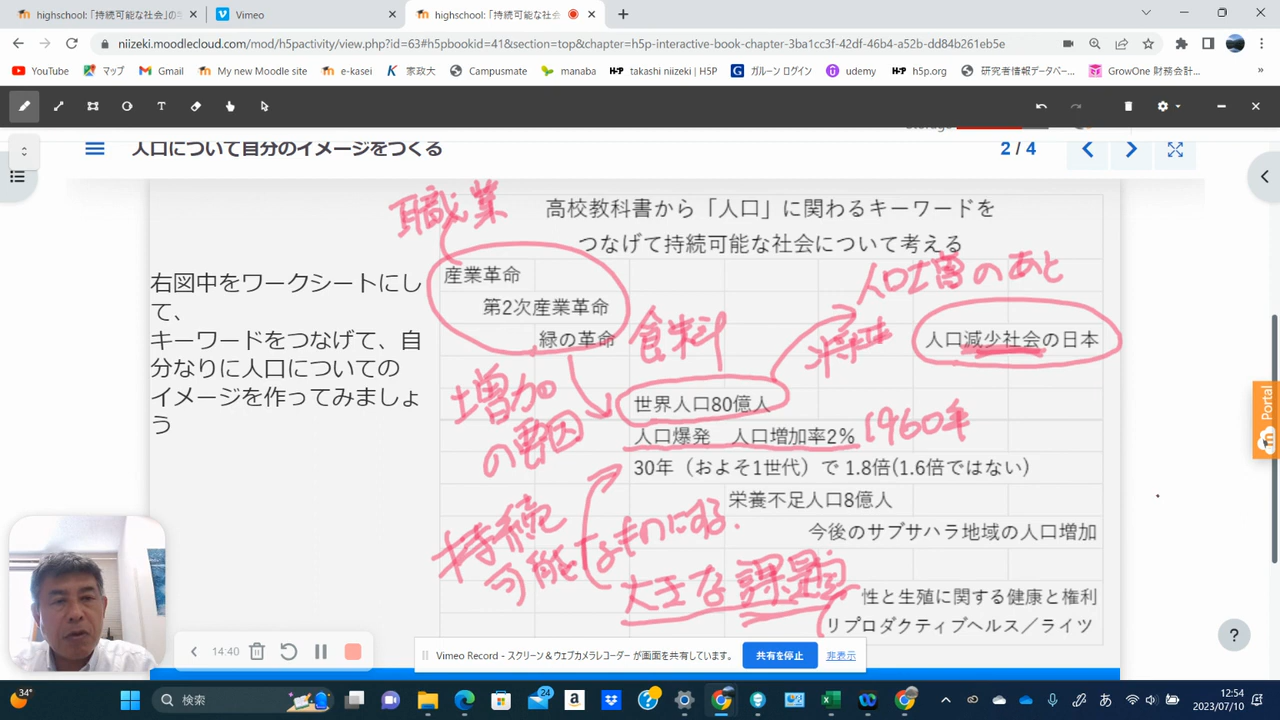 highschool: 「持続可能な社会」の
Vimeo
highschool: 「持続可能な社会
niizeki.moodlecloud.com/mod/h5pactivity/view.php?id=63#h5pbookid=41&section=top&chapter=h5p-interactive-book-chapter-3ba1cc3f-42df-46b4-a52b-dd84b261eb5e
YouTube
マップ
Gmail
My new Moodle site
e-kasei
家政大
Campusmate
manaba
takashi niizeki | H5P
ガルーン ログイン
udemy
h5p.org
研究者情報データベー...
GrowOne 財務会計...
人口について自分のイメージをつくる
2 / 4
職業
高校教科書から「人口」に関わるキーワードを
つなげて持続可能な社会について考える
右図中をワークシートにし
て、
キーワードをつなげて、自
分なりに人口についての
イメージを作ってみましょ
う
産業革命
第2次産業革命
緑の革命
食料
人口増のあと
将来
人口減少社会の日本
増加
の要因
世界人口80億人
人口爆発 人口増加率2%
1960年
30年（およそ1世代）で 1.8倍(1.6倍ではない)
栄養不足人口8億人
今後のサブサハラ地域の人口増加
持続
可能なものにする.
大きな課題
性と生殖に関する健康と権利
リプロダクティブヘルス／ライツ
Portal
14:40
Vimeo Record - スクリーン＆ウェブカメラレコーダー が画面を共有しています。
共有を停止
非表示
?
34°
検索
24
あ
12:54
2023/07/10